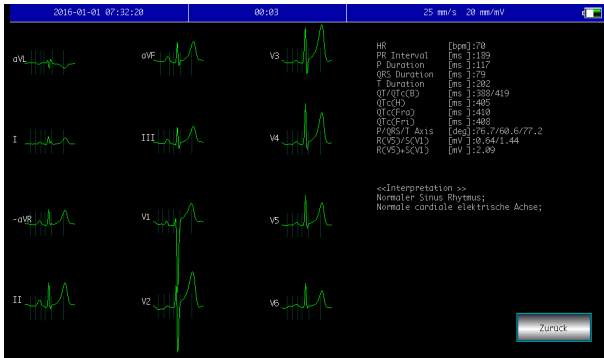 2016-01-01 07:32:20 00:03 25 mm/s 20 mm/mV
aVL
I
-aVR
II
aVF
III
V1
V2
V3
V4
V5
V6
HR [bpm]:70
PR Interval [ms ]:189
P Duration [ms ]:117
QRS Duration [ms ]:79
T Duration [ms ]:202
QT/QTc(B) [ms ]:388/419
QTc(H) [ms ]:405
QTc(Fra) [ms ]:410
QTc(Fri) [ms ]:408
P/QRS/T Axis [deg]:76.7/60.6/77.2
R(V5)/S(V1) [mV ]:0.64/1.44
R(V5)+S(V1) [mV ]:2.09
<<Interpretation >>
Normaler Sinus Rhytmus;
Normale cardiale elektrische Achse;
Zurück